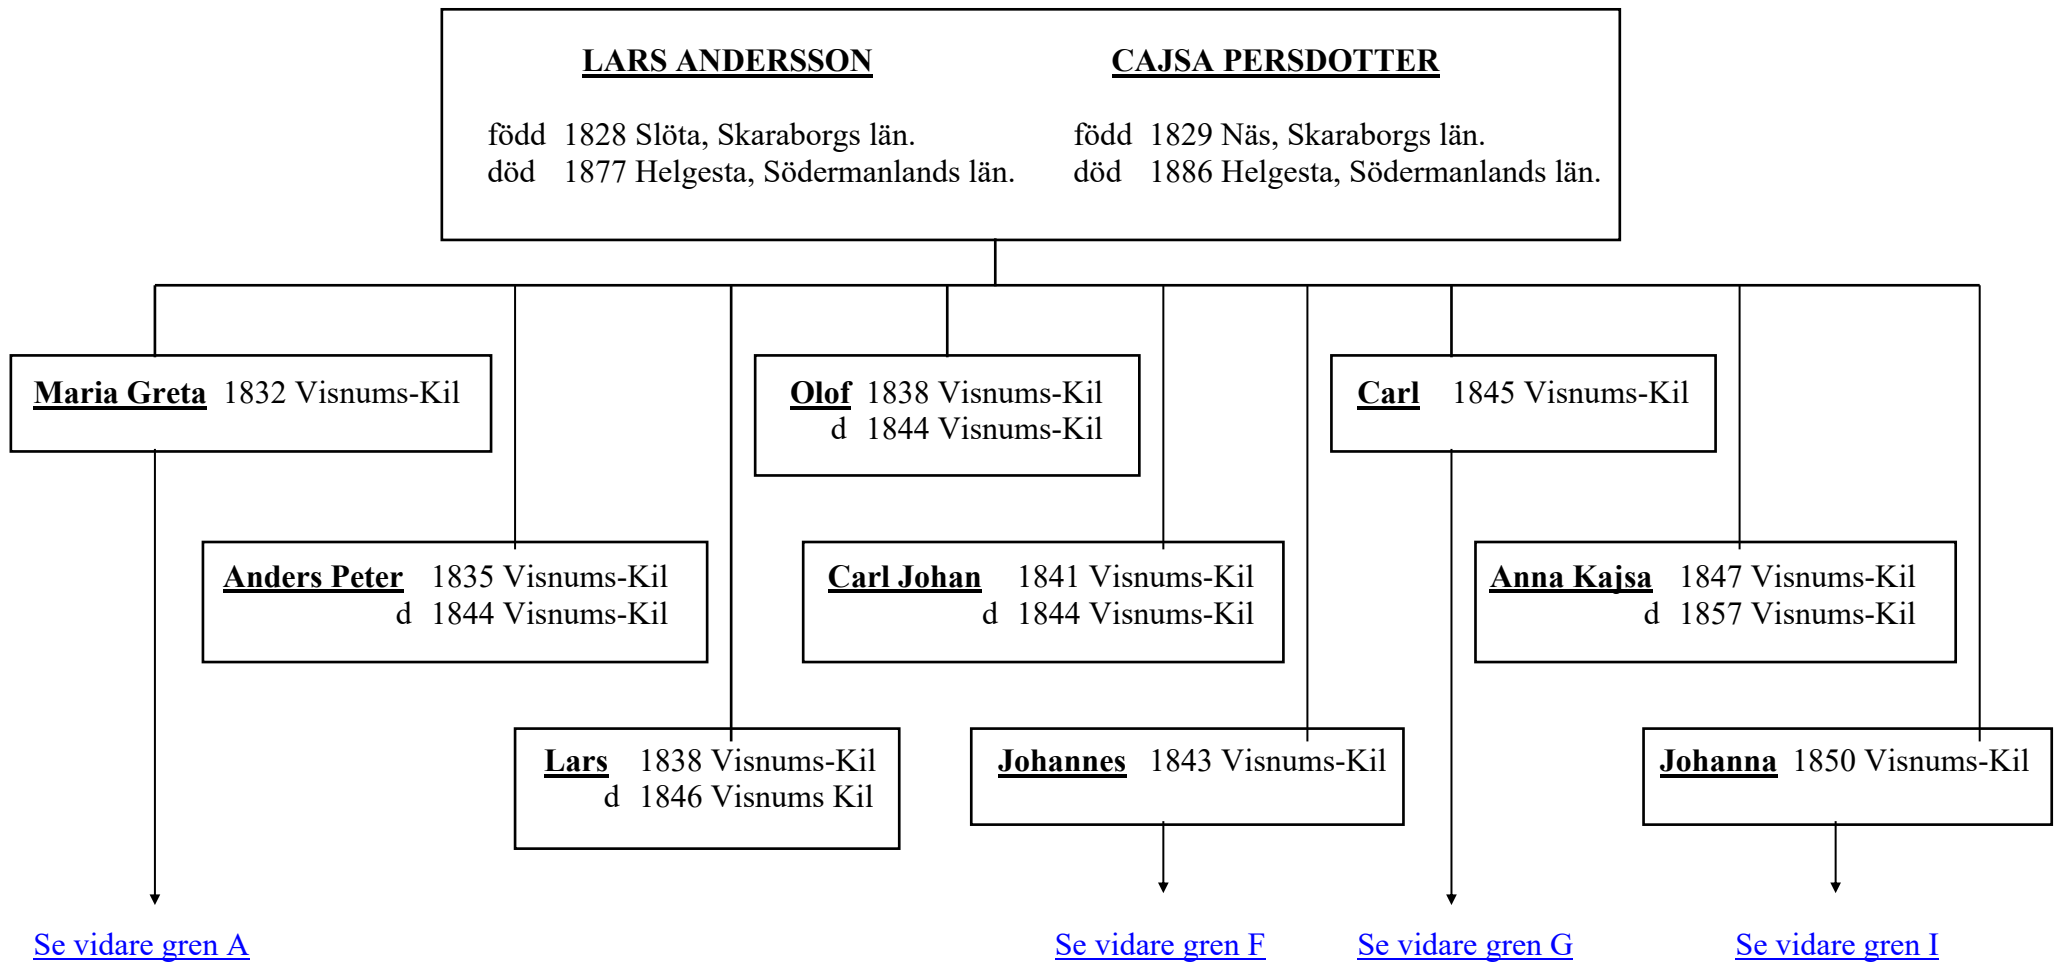 LARS ANDERSSON CAJSA PERSDOTTER
född 1828 Slöta, Skaraborgs län. född 1829 Näs, Skaraborgs län.
död 1877 Helgesta, Södermanlands län. död 1886 Helgesta, Södermanlands län.
Maria Greta 1832 Visnums-Kil
Olof 1838 Visnums-Kil
d 1844 Visnums-Kil
Carl 1845 Visnums-Kil
Anders Peter 1835 Visnums-Kil
d 1844 Visnums-Kil
Carl Johan 1841 Visnums-Kil
d 1844 Visnums-Kil
Anna Kajsa 1847 Visnums-Kil
d 1857 Visnums-Kil
Lars 1838 Visnums-Kil
d 1846 Visnums Kil
Johannes 1843 Visnums-Kil
Johanna 1850 Visnums-Kil
Se vidare gren A Se vidare gren F Se vidare gren G Se vidare gren I